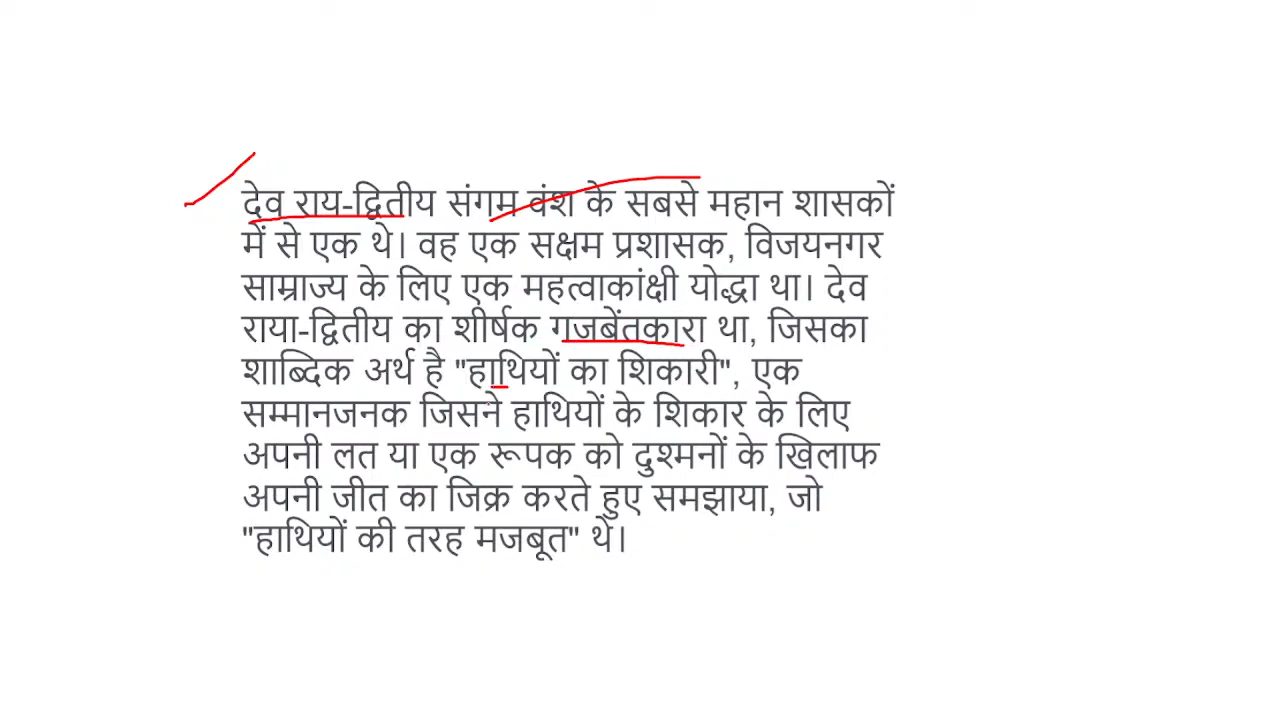 देव राय-द्वितीय संगम वंश के सबसे महान शासकों
में से एक थे। वह एक सक्षम प्रशासक, विजयनगर
साम्राज्य के लिए एक महत्वाकांक्षी योद्धा था। देव
राया-द्वितीय का शीर्षक गजबेंतकारा था, जिसका
शाब्दिक अर्थ है "हाथियों का शिकारी", एक
सम्मानजनक जिसने हाथियों के शिकार के लिए
अपनी लत या एक रूपक को दुश्मनों के खिलाफ
अपनी जीत का जिक्र करते हुए समझाया, जो
"हाथियों की तरह मजबूत" थे।